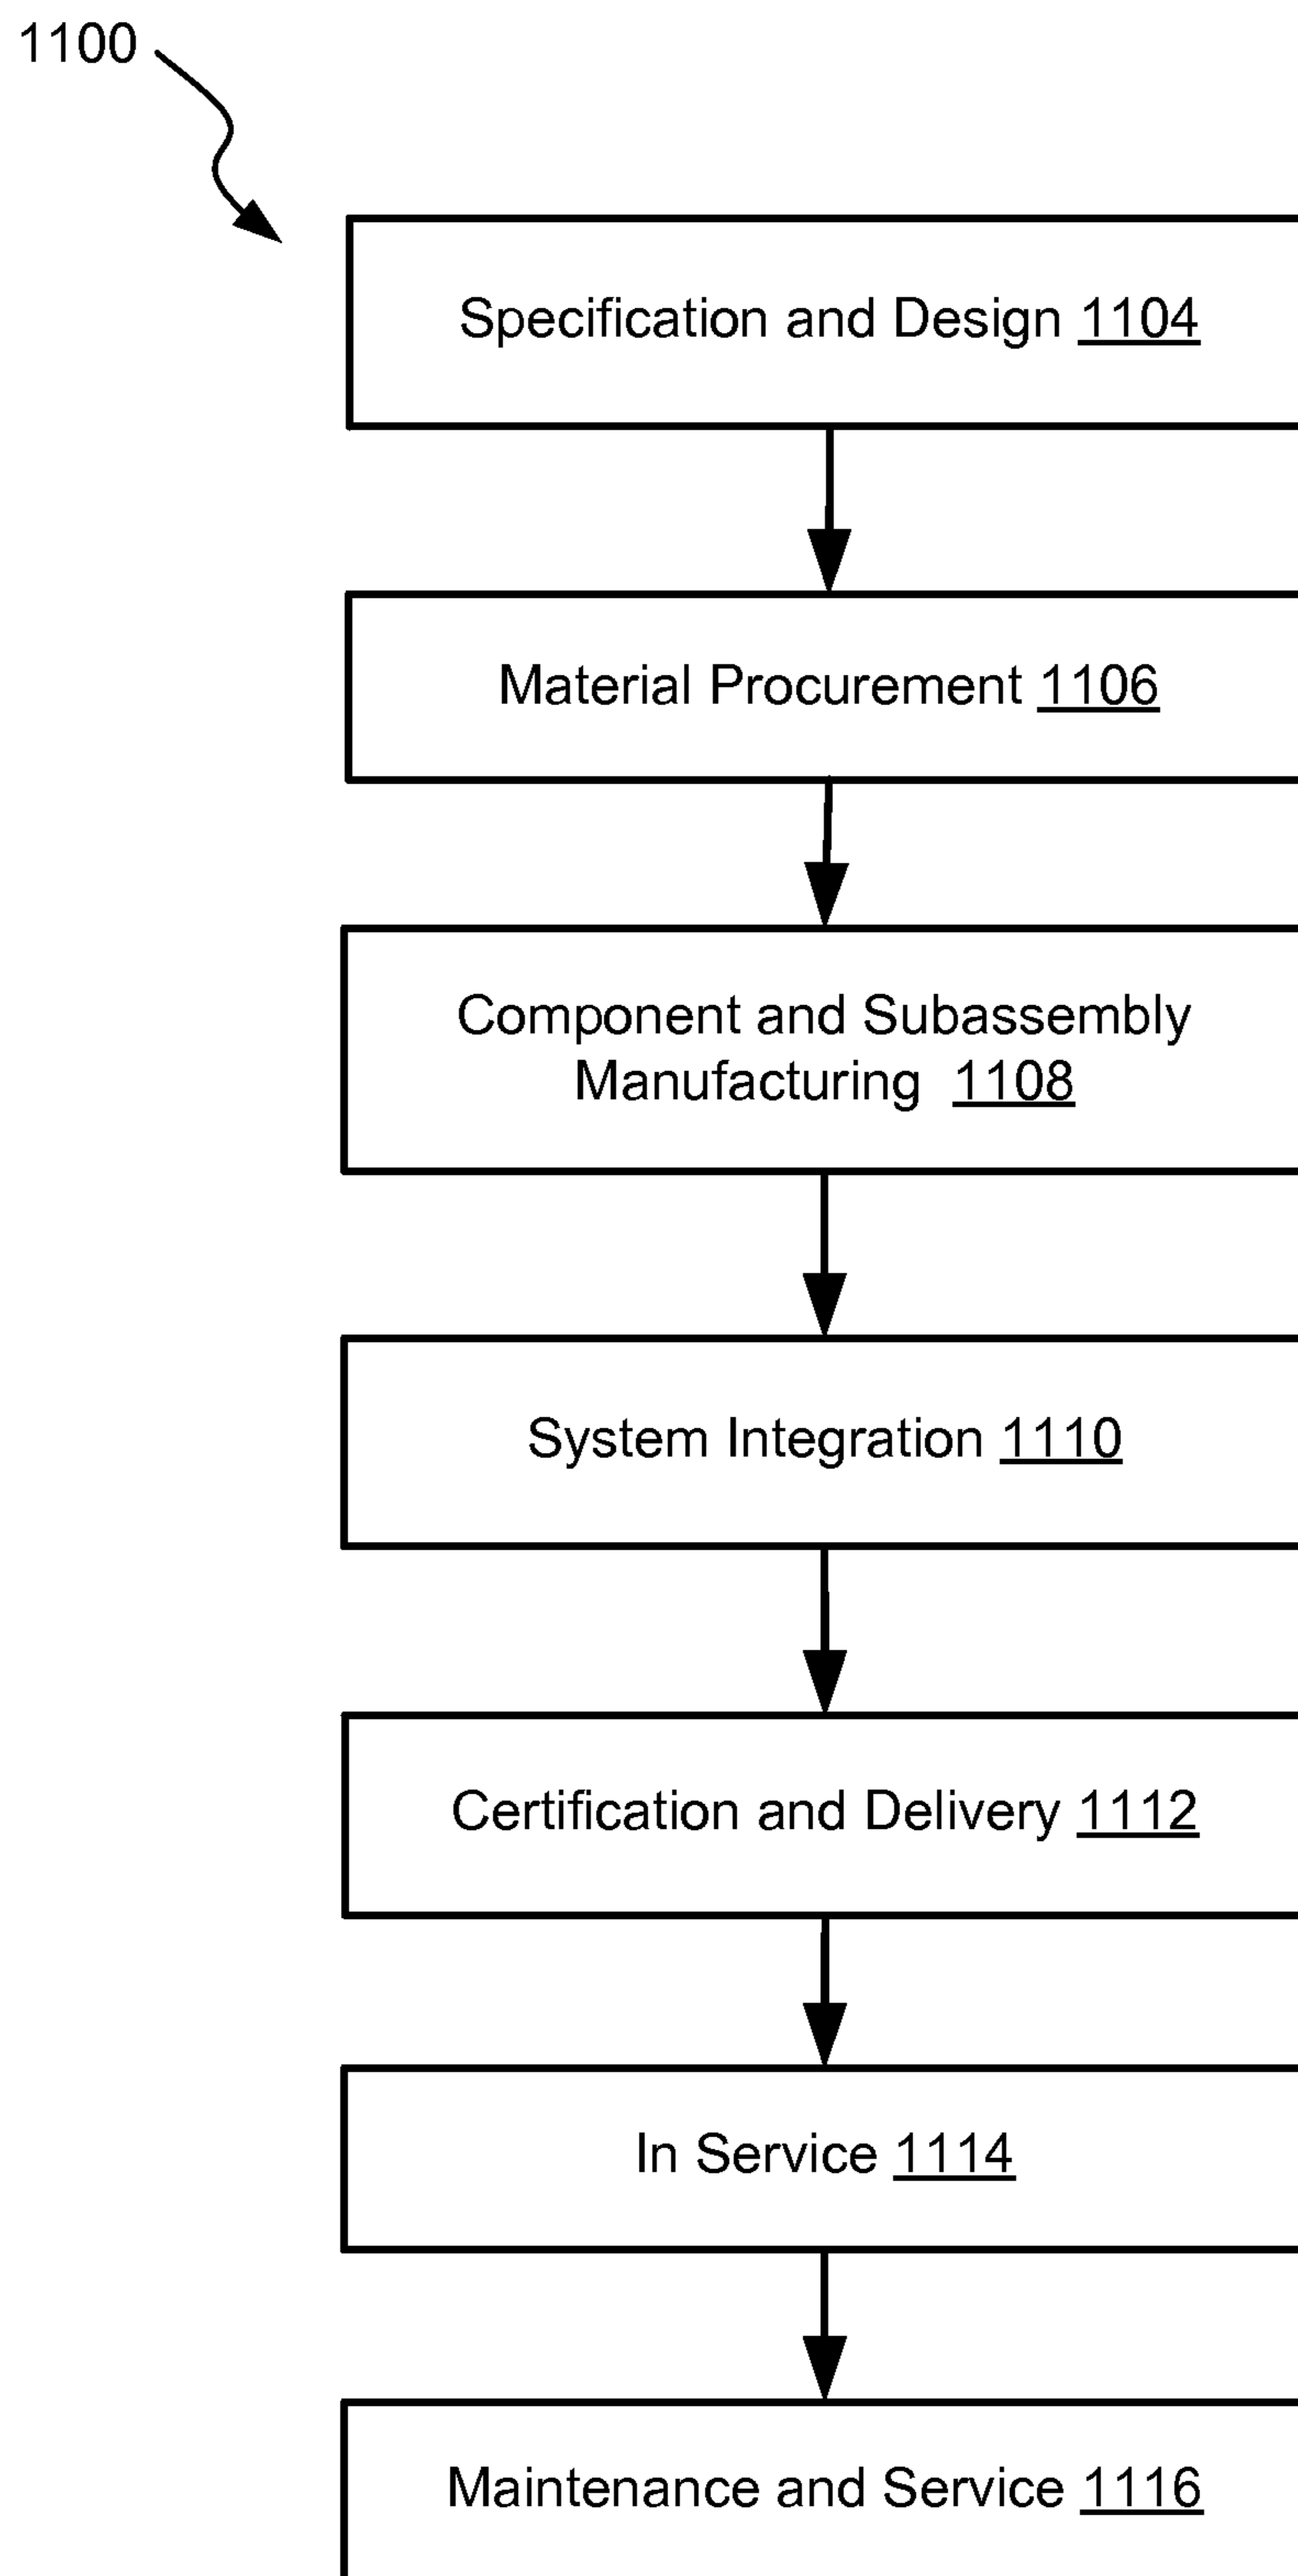 1100
Specification and Design 1104
Material Procurement 1106
Component and Subassembly
Manufacturing 1108
System Integration 1110
Certification and Delivery 1112
In Service 1114
Maintenance and Service 1116